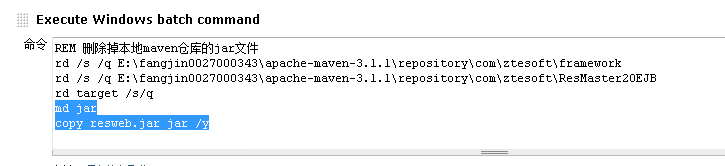 Execute Windows batch command
命令
REM 删除掉本地maven仓库的jar文件
rd /s /q E:\fangjin0027000343\apache-maven-3.1.1\repository\com\ztesoft\framework
rd /s /q E:\fangjin0027000343\apache-maven-3.1.1\repository\com\ztesoft\ResMaster20EJB
rd target /s/q
md jar
copy resweb.jar jar /y